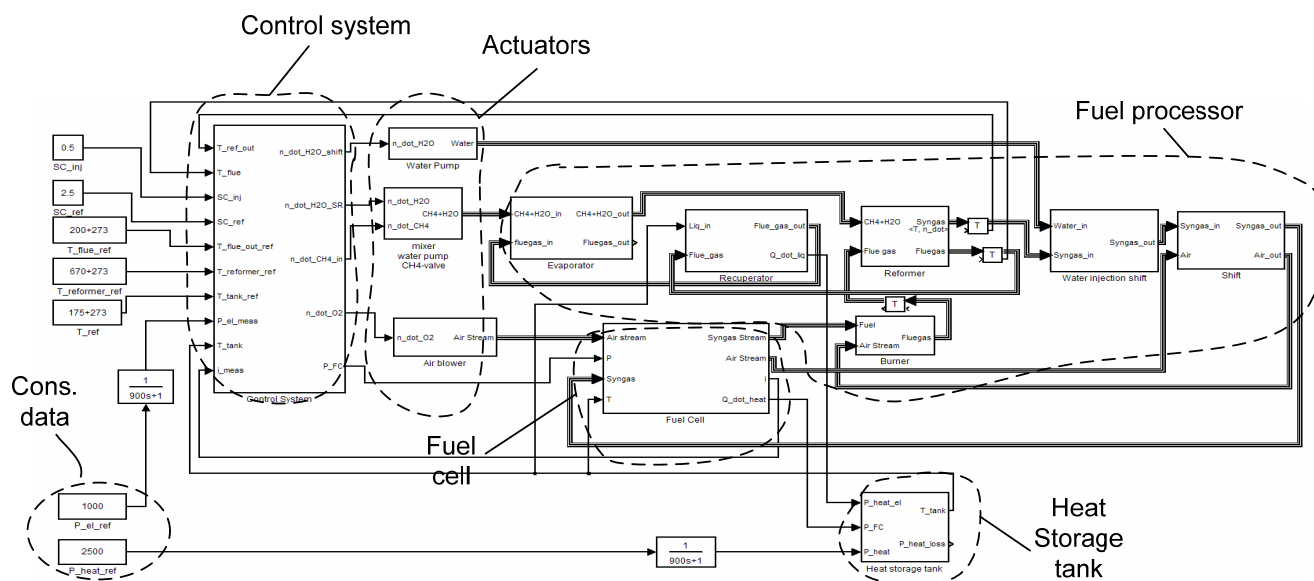 Control system
Actuators
Fuel processor
0.5
SC_inj
2.5
SC_ref
200+273
T_flue_ref
670+273
T_reformer_ref
175+273
T_ref
T_ref_out
T_flue
SC_inj
SC_ref
T_flue_out_ref
T_reformer_ref
T_tank_ref
P_el_meas
T_tank
i_meas
n_dot_H2O_shift
n_dot_H2O_SR
n_dot_CH4_in
n_dot_O2
P_FC
Control System
n_dot_H2O
Water
Water Pump
n_dot_H2O
n_dot_CH4
CH4+H2O
mixer
water pump
CH4-valve
n_dot_O2
Air Stream
Air blower
CH4+H2O_in
CH4+H2O_out
fluegas_in
Fluegas_out
Evaporator
Liq_in
Flue_gas_out
Flue_gas
Q_dot_liq
Recuperator
CH4+H2O
Syngas
<T, n_dot>
Flue gas
Fluegas
Reformer
T
T
T
Water_in
Syngas_out
Syngas_in
Water injection shift
Syngas_in
Syngas_out
Air
Air_out
Shift
Fuel
Fluegas
Air Stream
Burner
Air stream
Syngas Stream
P
Air Stream
Syngas
i
T
Q_dot_heat
Fuel Cell
Cons.
data
1
900s+1
Fuel
cell
1000
P_el_ref
2500
P_heat_ref
1
900s+1
P_heat_el
T_tank
P_FC
P_heat_loss
P_heat
Heat storage tank
Heat
Storage
tank